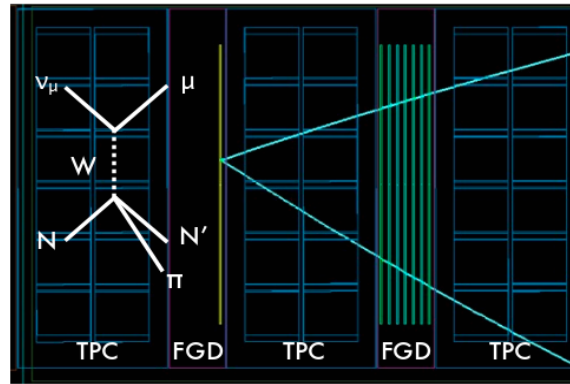 νμ μ
W
N N′
π
TPC FGD TPC FGD TPC